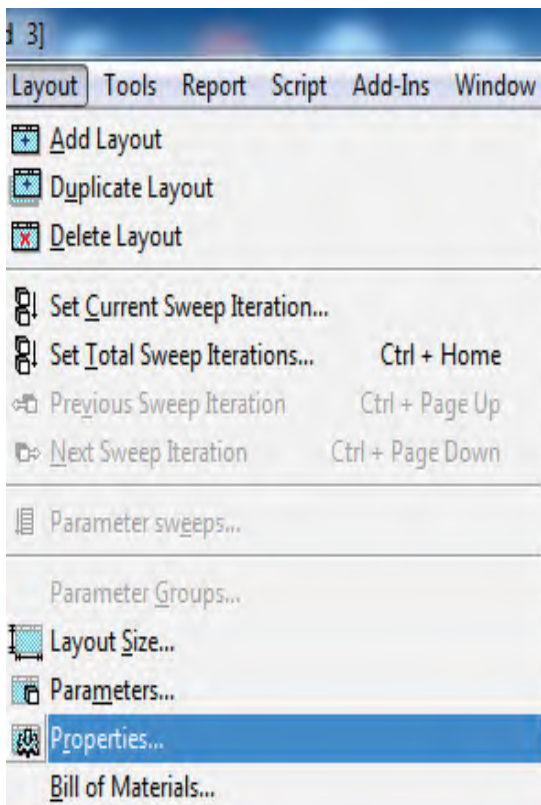 d 3]
Layout Tools Report Script Add-Ins Window
Add Layout
Duplicate Layout
Delete Layout
Set Current Sweep Iteration...
Set Total Sweep Iterations... Ctrl + Home
Previous Sweep Iteration Ctrl + Page Up
Next Sweep Iteration Ctrl + Page Down
Parameter sweeps...
Parameter Groups...
Layout Size...
Parameters...
Properties...
Bill of Materials...